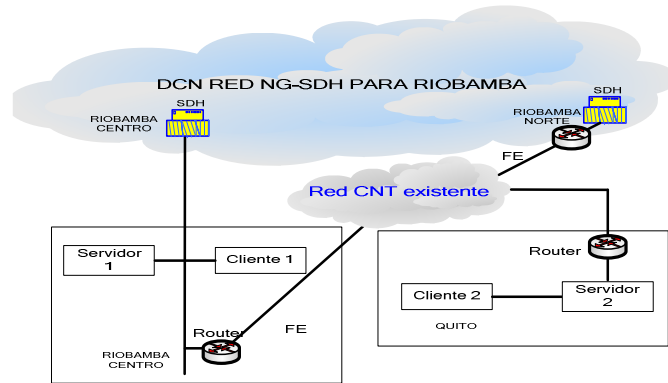 DCN RED NG-SDH PARA RIOBAMBA
SDH
RIOBAMBA
CENTRO
SDH
RIOBAMBA
NORTE
FE
Red CNT existente
Servidor
1
Cliente 1
Router
FE
RIOBAMBA
CENTRO
Router
Cliente 2
Servidor
2
QUITO